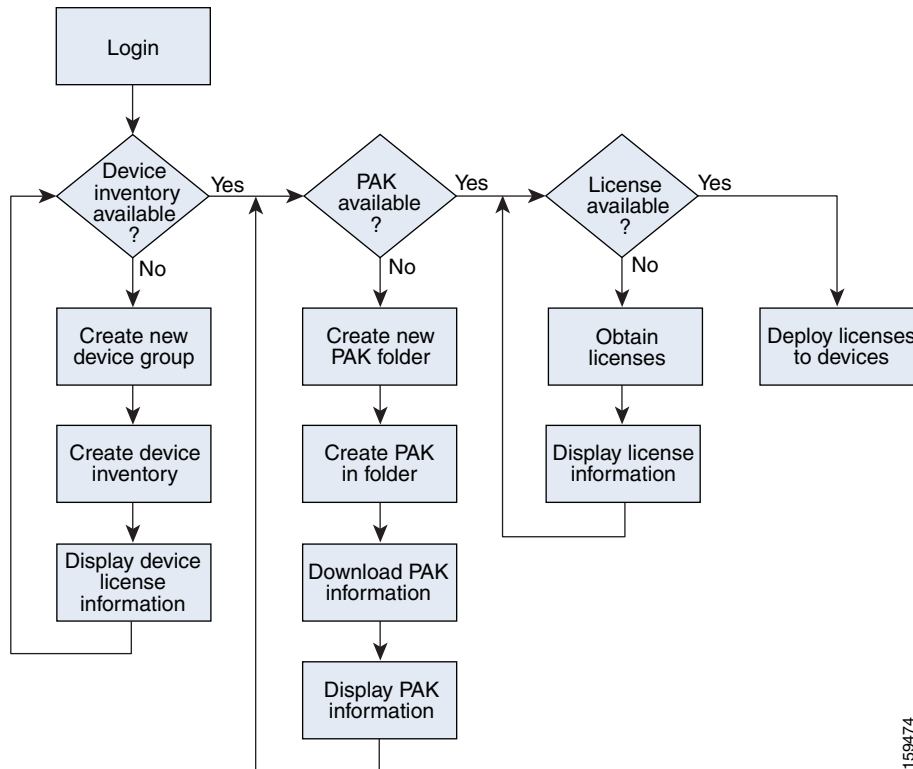 Login
Device
inventory
available
?
Yes
No
Create new
device group
Create device
inventory
Display device
license
information
PAK
available
?
Yes
No
Create new
PAK folder
Create PAK
in folder
Download PAK
information
Display PAK
information
License
available
?
Yes
No
Obtain
licenses
Display license
information
Deploy licenses
to devices
159474